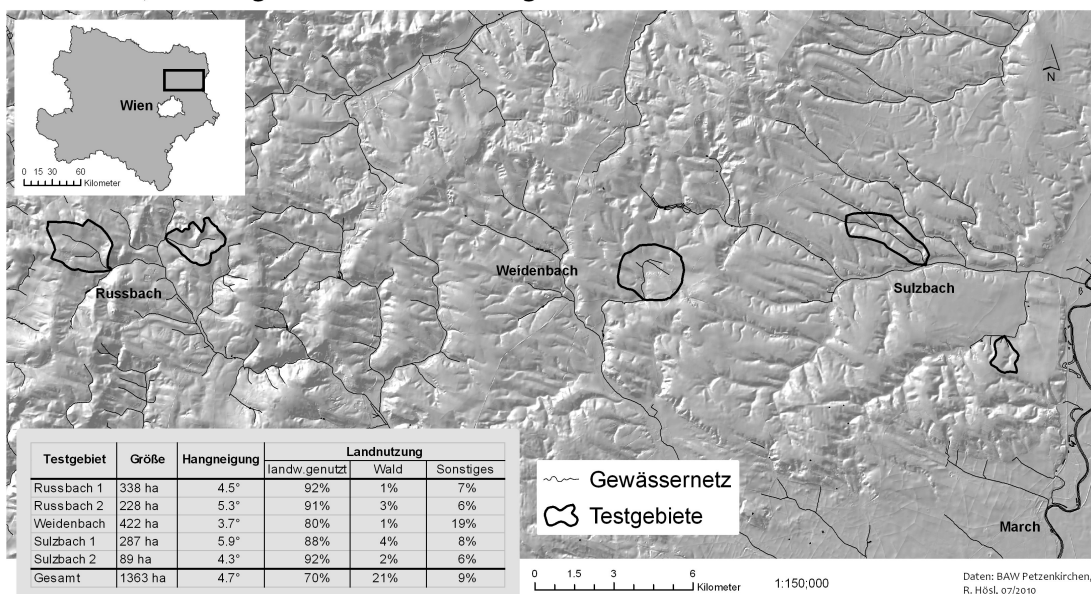 Wien
0 15 30 60
Kilometer
N
Russbach
Weidenbach
Sulzbach
March
Testgebiet Größe Hangneigung Landnutzung
landw.genutzt Wald Sonstiges
Russbach 1 338 ha 4.5° 92% 1% 7%
Russbach 2 228 ha 5.3° 91% 3% 6%
Weidenbach 422 ha 3.7° 80% 1% 19%
Sulzbach 1 287 ha 5.9° 88% 4% 8%
Sulzbach 2 89 ha 4.3° 92% 2% 6%
Gesamt 1363 ha 4.7° 70% 21% 9%
Gewässernetz
Testgebiete
0 1.5 3 6
Kilometer
1:150;000
Daten: BAW Petzenkirchen,
R. Hösl, 07/2010